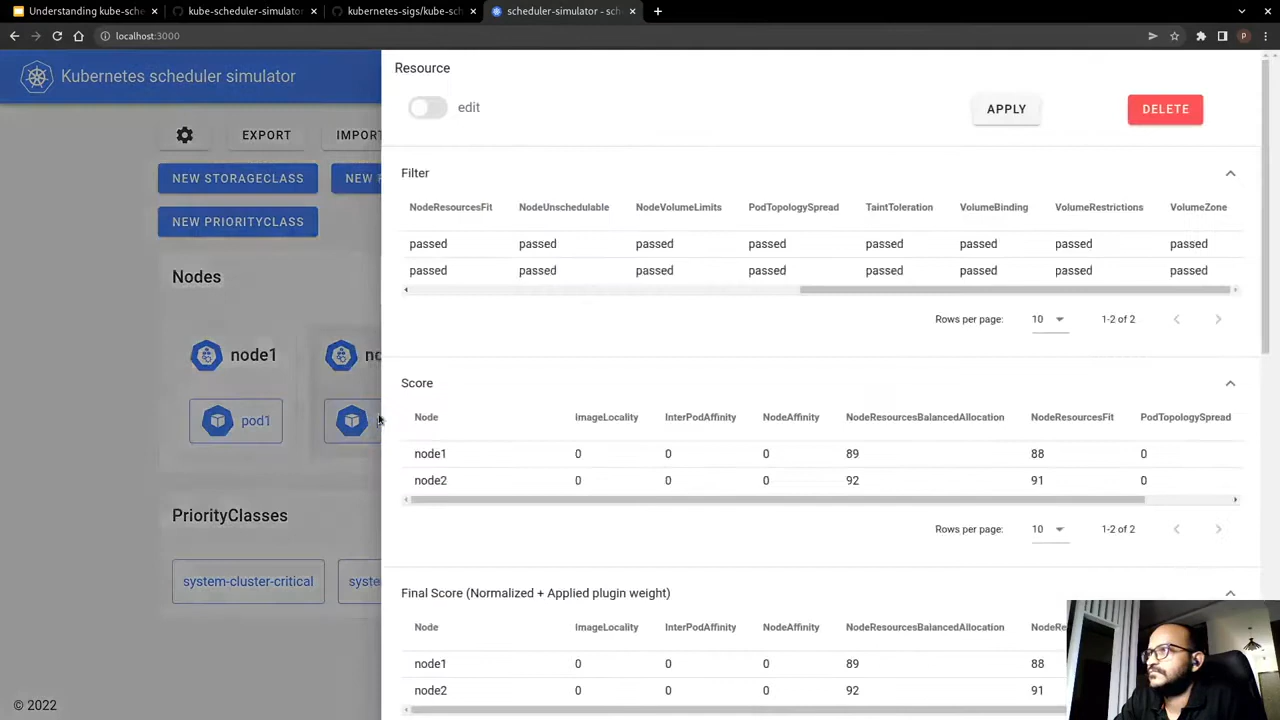 Understanding kube-sche
kube-scheduler-simulator
kubernetes-sigs/kube-sch
scheduler-simulator - sch
localhost:3000
Kubernetes scheduler simulator
EXPORT
IMPORT
NEW STORAGECLASS
NEW
NEW PRIORITYCLASS
Nodes
node1
pod1
PriorityClasses
system-cluster-critical
syste
© 2022
Resource
edit
APPLY
DELETE
Filter
NodeResourcesFit NodeUnschedulable NodeVolumeLimits PodTopologySpread TaintToleration VolumeBinding VolumeRestrictions VolumeZone
passed passed passed passed passed passed passed passed
passed passed passed passed passed passed passed passed
Rows per page: 10 1-2 of 2
Score
Node ImageLocality InterPodAffinity NodeAffinity NodeResourcesBalancedAllocation NodeResourcesFit PodTopologySpread
node1 0 0 0 89 88 0
node2 0 0 0 92 91 0
Rows per page: 10 1-2 of 2
Final Score (Normalized + Applied plugin weight)
Node ImageLocality InterPodAffinity NodeAffinity NodeResourcesBalancedAllocation NodeRe
node1 0 0 0 89 88
node2 0 0 0 92 91